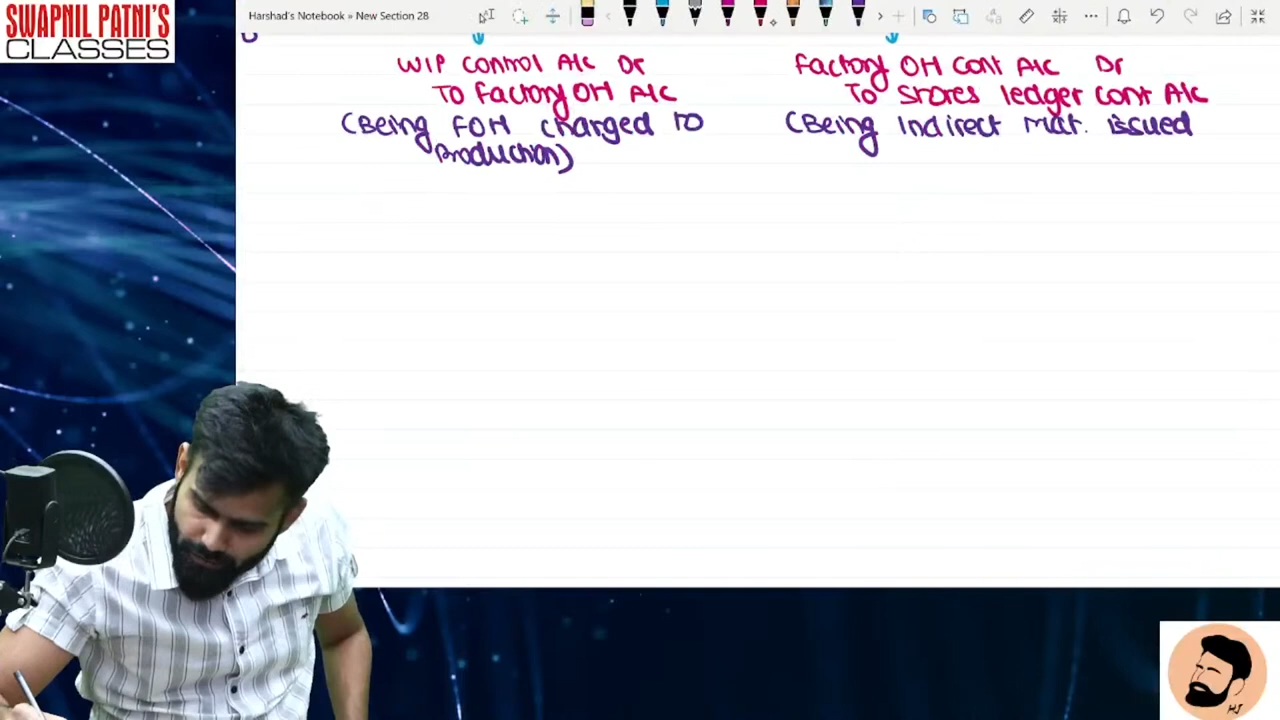 SWAPNIL PATNI'S
CLASSES
Harshad's Notebook » New Section 28
WIP Control A/c Dr
To Factory OH A/c
(Being FOH charged to
Production)
Factory OH Cont A/c Dr
To Stores ledger Cont A/c
(Being Indirect mat. issued
HJ